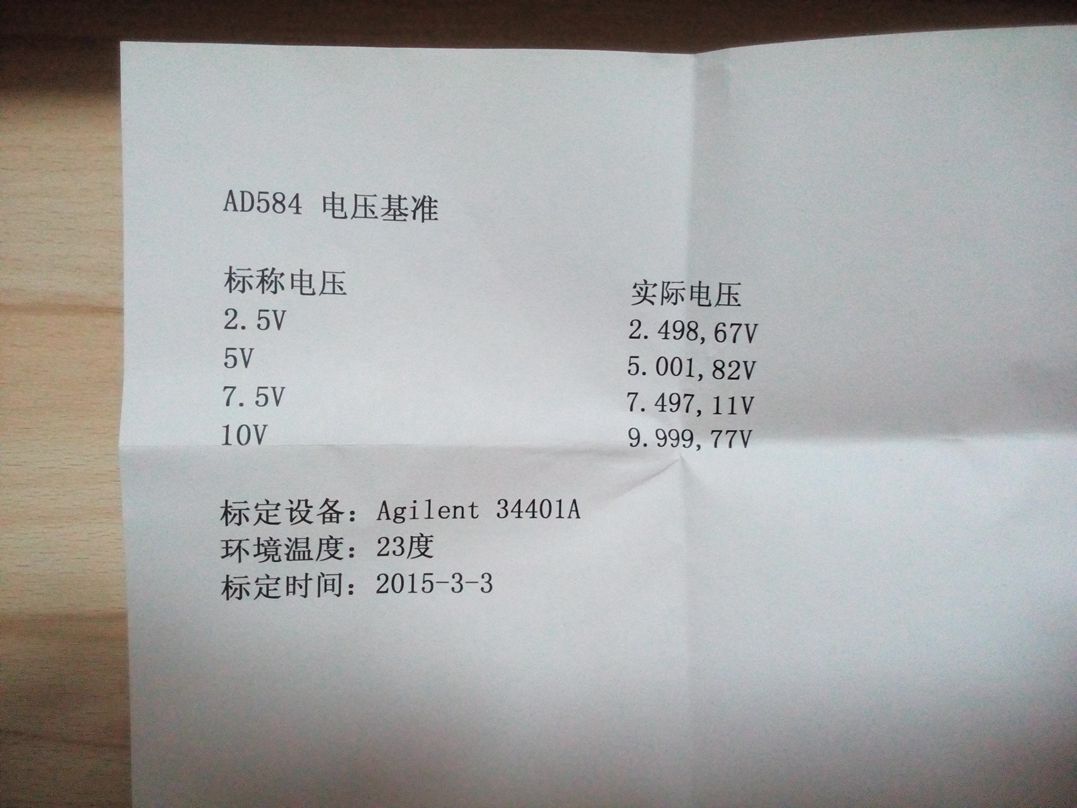 AD584 电压基准
标称电压 实际电压
2.5V 2.498,67V
5V 5.001,82V
7.5V 7.497,11V
10V 9.999,77V
标定设备：Agilent 34401A
环境温度：23度
标定时间：2015-3-3